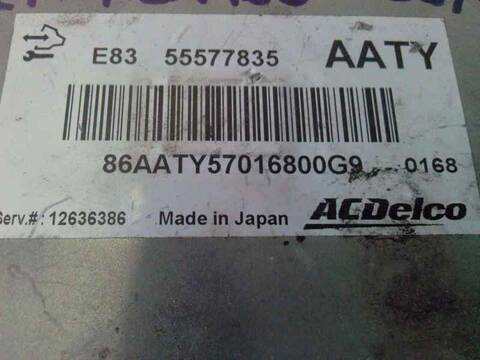 E83 55577835 AATY
86AATY57016800G9 0168
Serv.#: 12636386 Made in Japan ACDelco